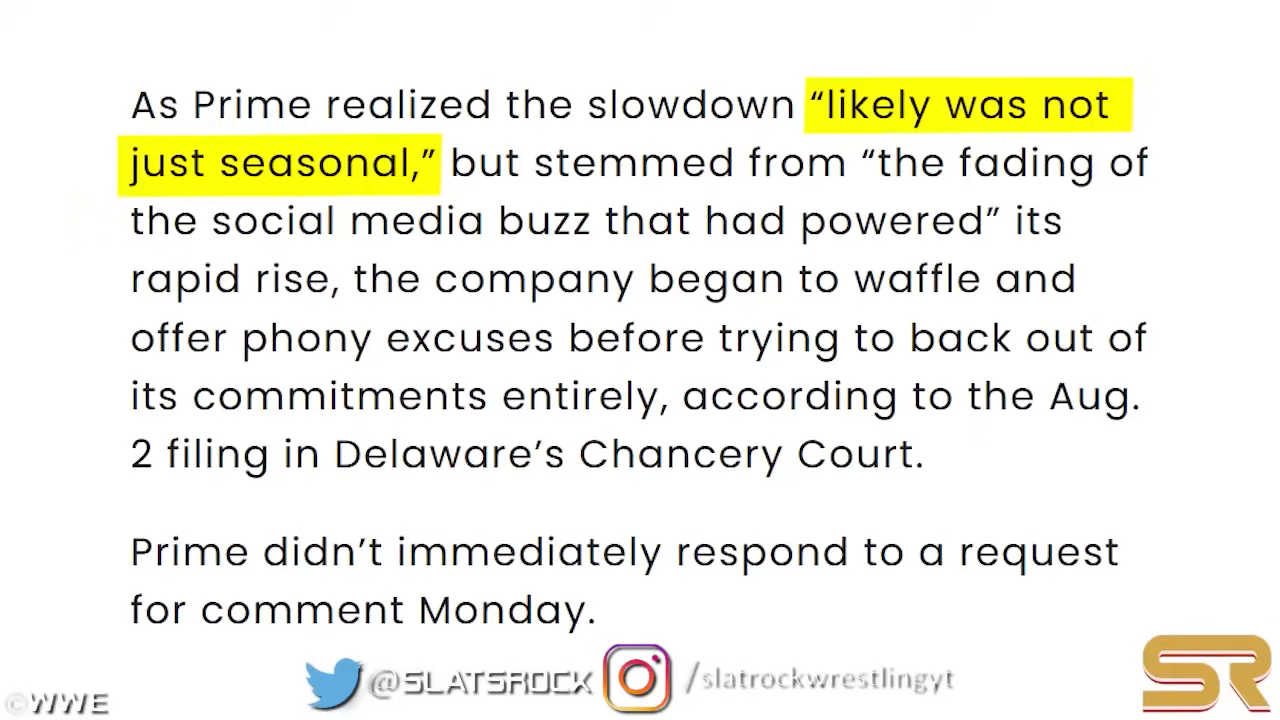 As Prime realized the slowdown “likely was not
just seasonal,” but stemmed from “the fading of
the social media buzz that had powered” its
rapid rise, the company began to waffle and
offer phony excuses before trying to back out of
its commitments entirely, according to the Aug.
2 filing in Delaware’s Chancery Court.
Prime didn’t immediately respond to a request
for comment Monday.
@SLATSROCK /slatrockwrestlingyt
©WWE
SR